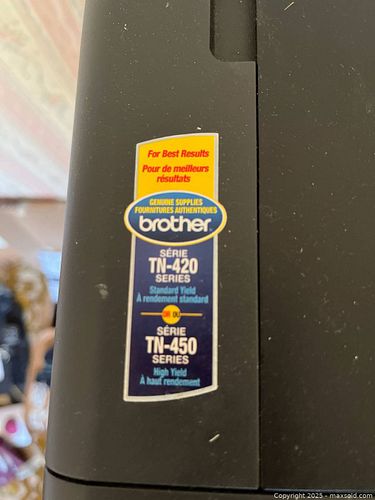 For Best Results
Pour de meilleurs
résultats
GENUINE SUPPLIES
FOURNITURES AUTHENTIQUES
brother
SÉRIE
TN-420
SERIES
Standard Yield
À rendement standard
OR OU
SÉRIE
TN-450
SERIES
High Yield
À haut rendement
Copyright 2025 - maxsold.com